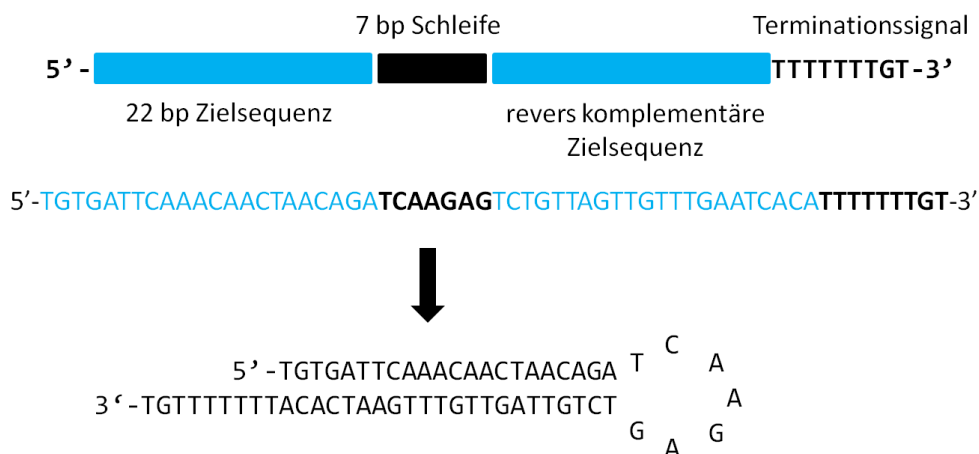 7 bp Schleife Terminationssignal
5’- TTTTTTTGT-3’
22 bp Zielsequenz revers komplementäre
Zielsequenz
5’-TGTGATTCAAACAACTAACAGATCAAGAGTCTGTTAGTTGTTTGAATCACATTTTTTTGT-3’
5’-TGTGATTCAAACAACTAACAGA T C A A G A G
3‘-TGTTTTTTTACACTAAGTTTGTTGATTGTCT